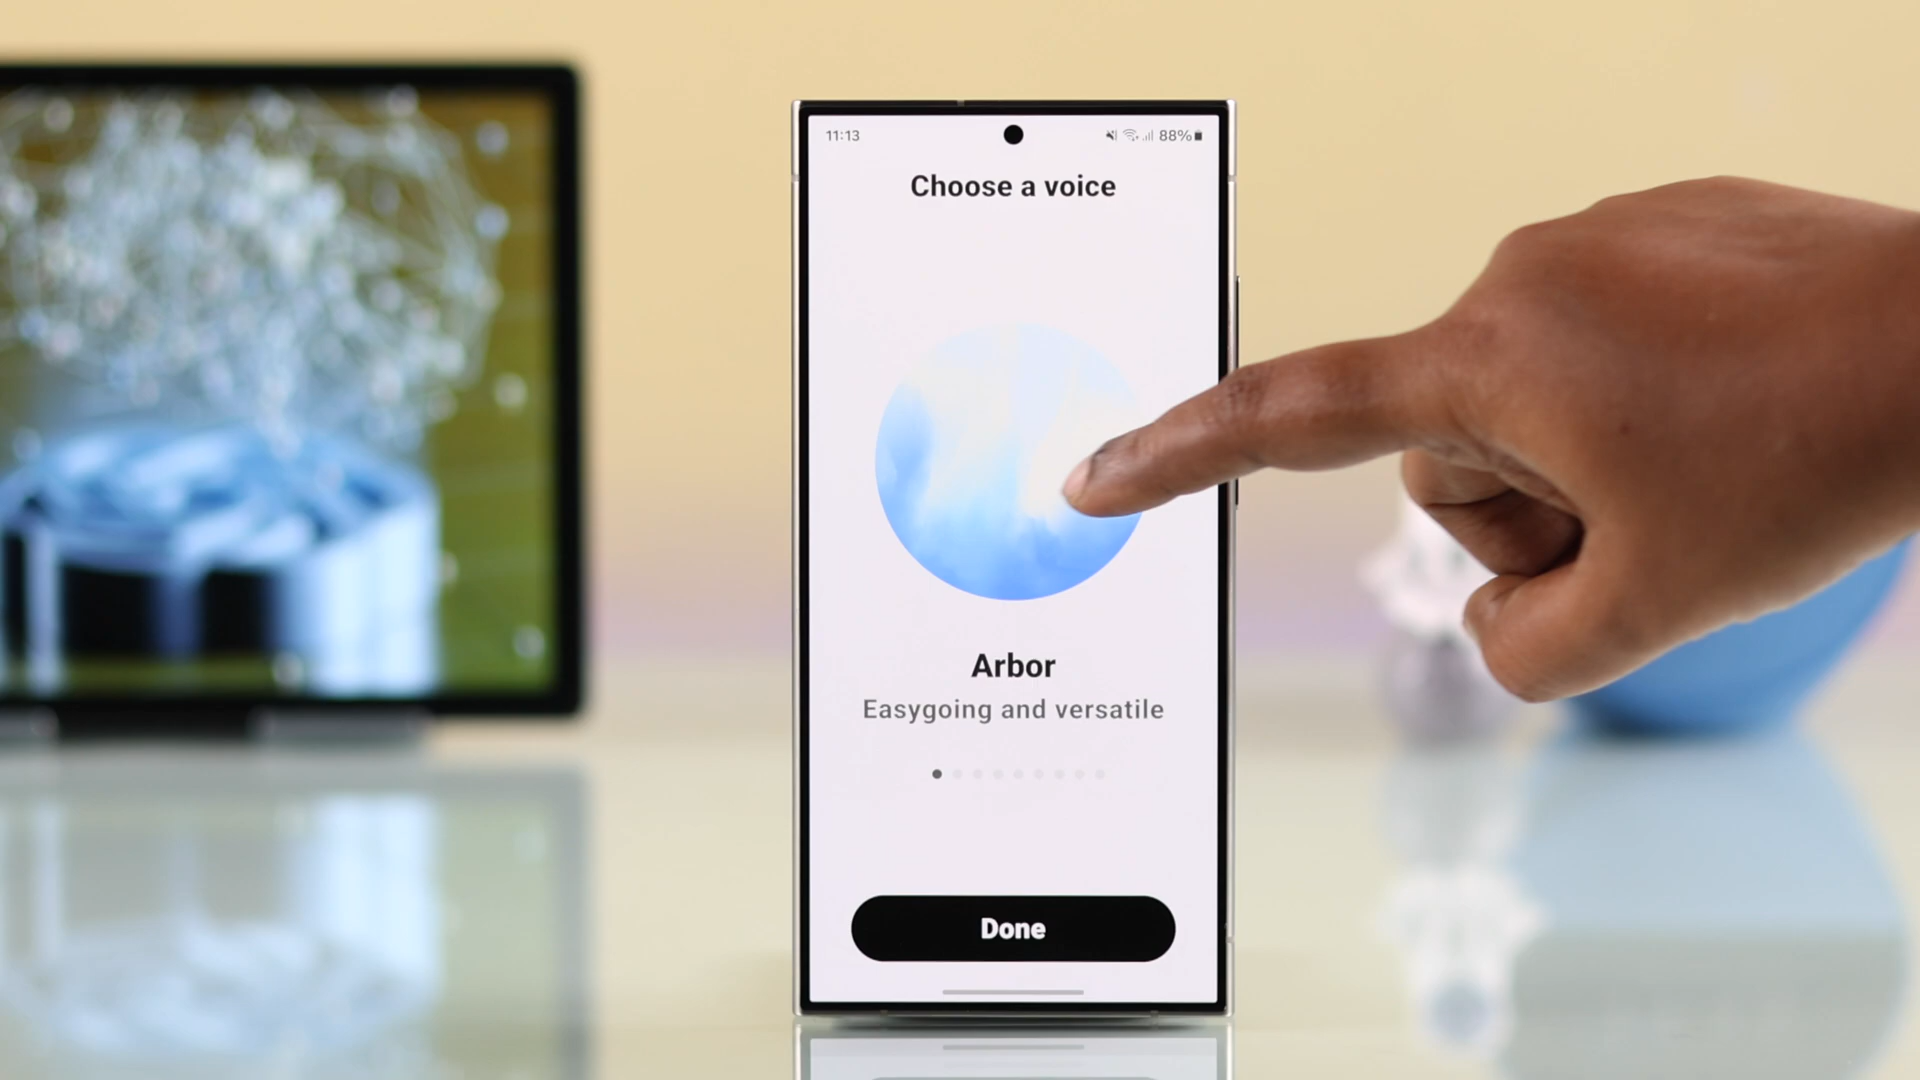 11:13
88%
Choose a voice
Arbor
Easygoing and versatile
Done